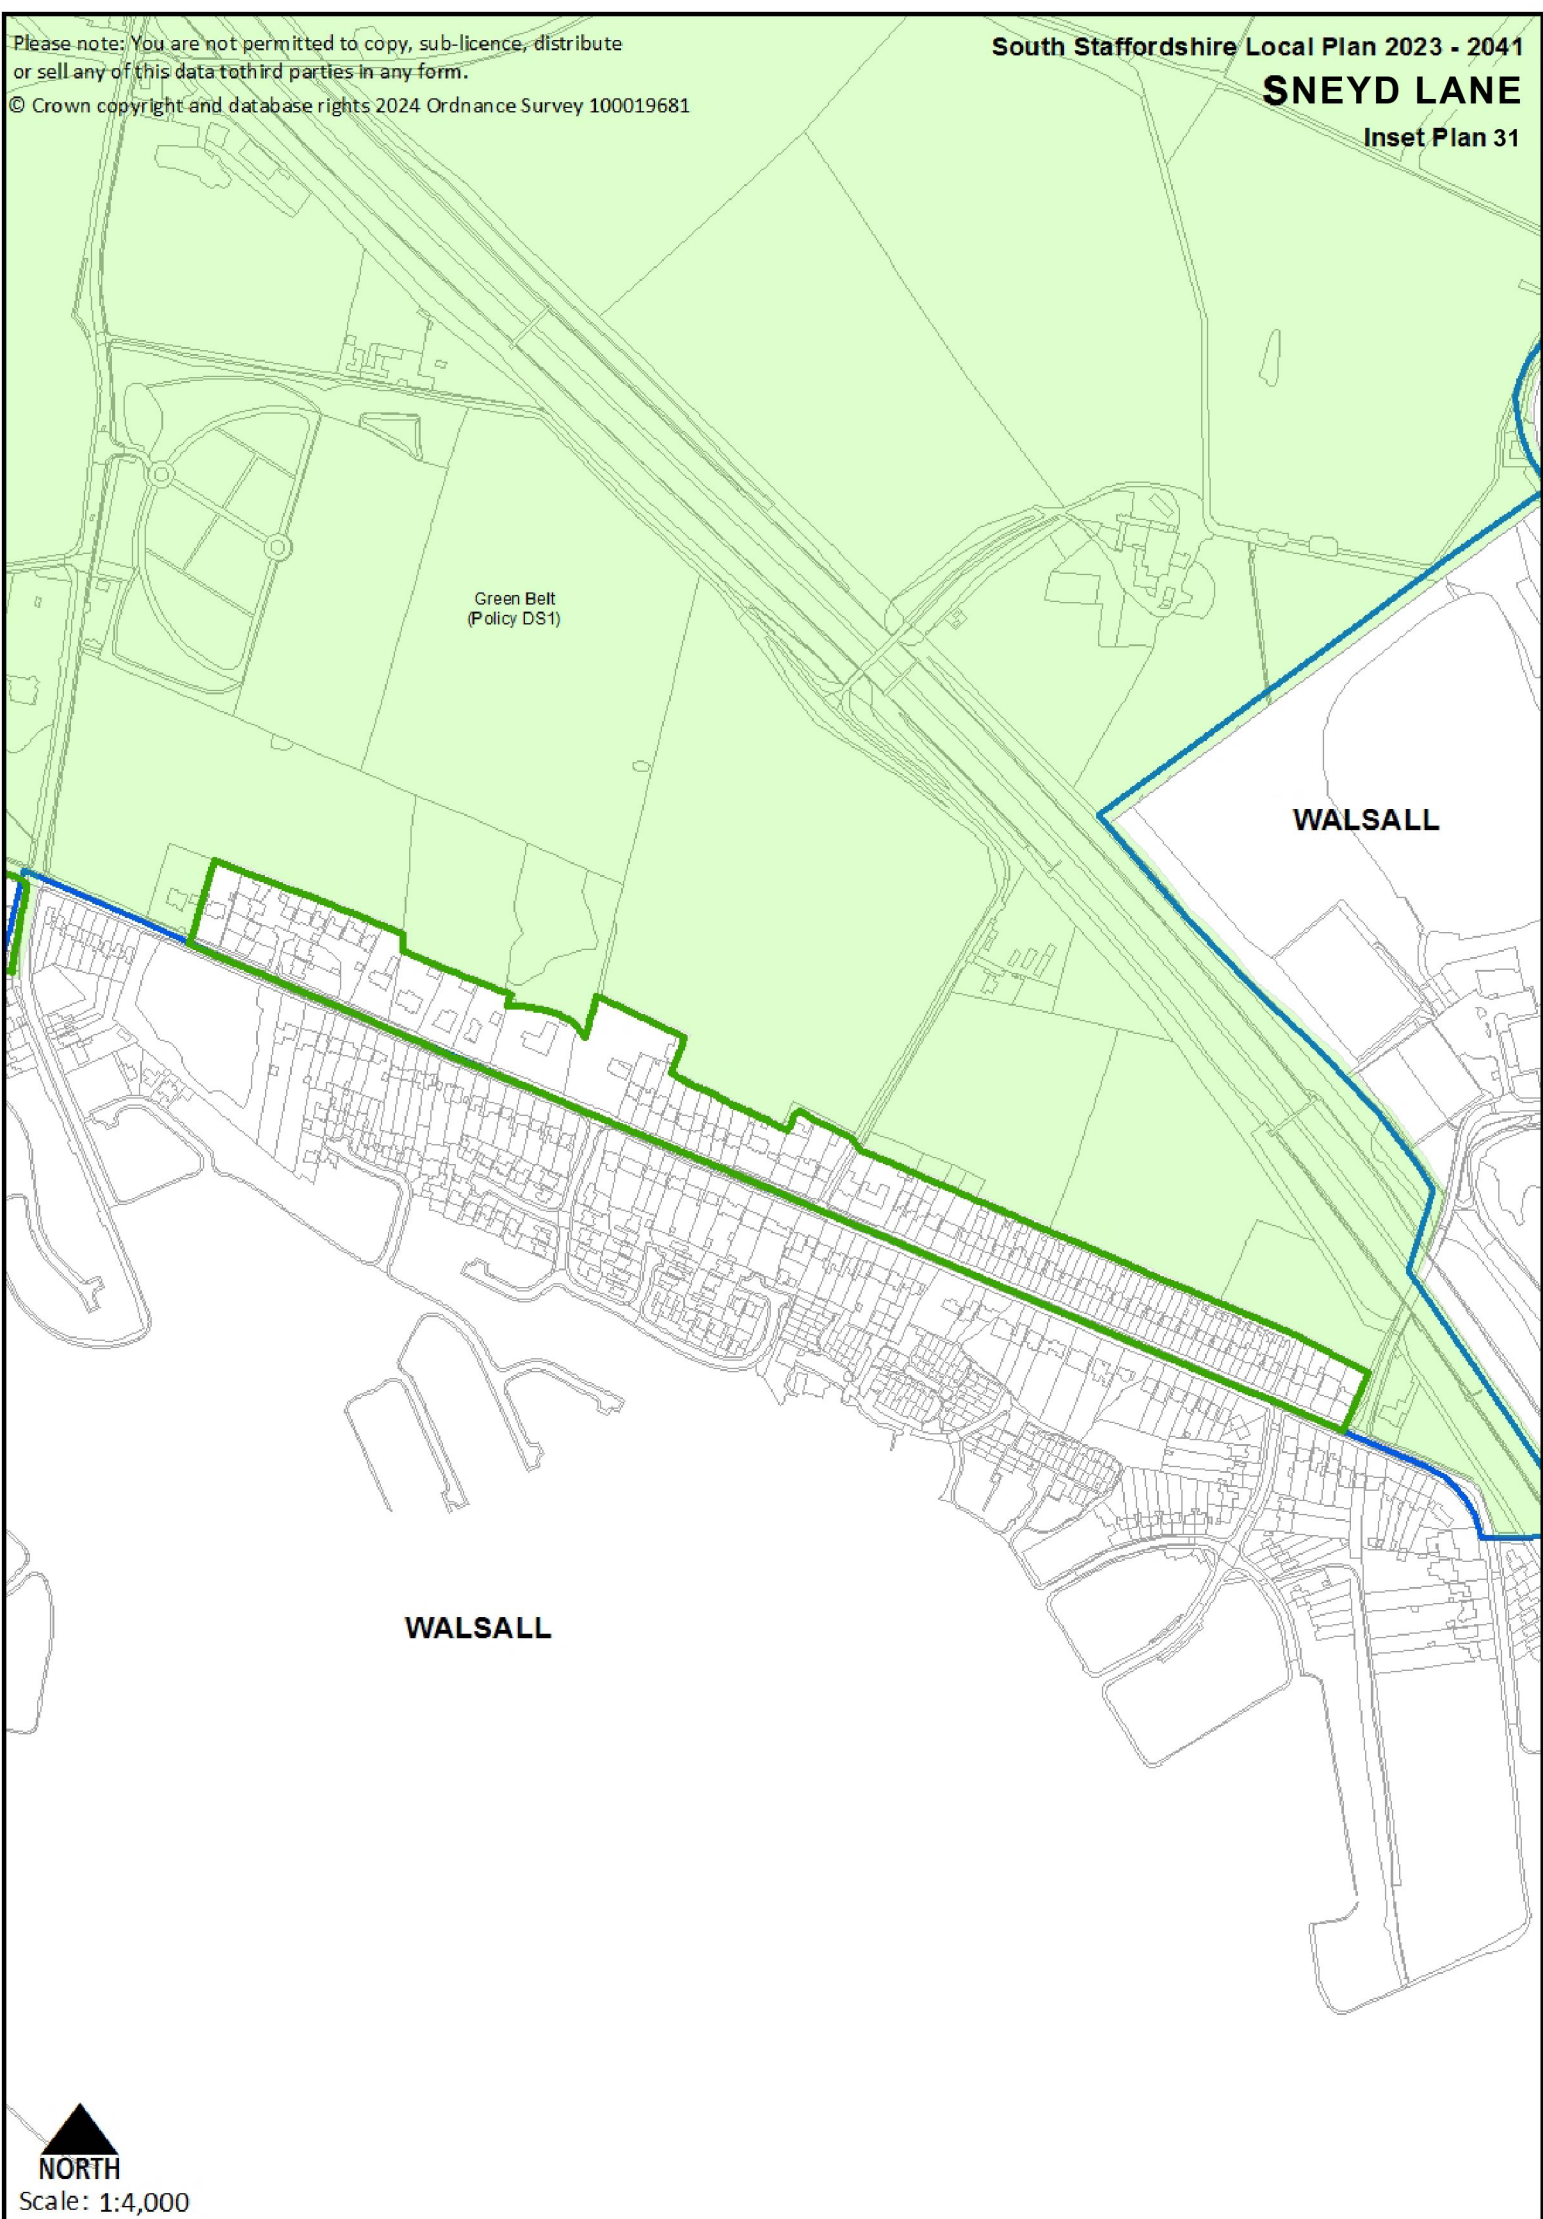 Please note: You are not permitted to copy, sub-licence, distribute
or sell any of this data tothird parties in any form.
© Crown copyright and database rights 2024 Ordnance Survey 100019681
South Staffordshire Local Plan 2023 - 2041
SNEYD LANE
Inset Plan 31
Green Belt
(Policy DS1)
WALSALL
WALSALL
NORTH
Scale: 1:4,000